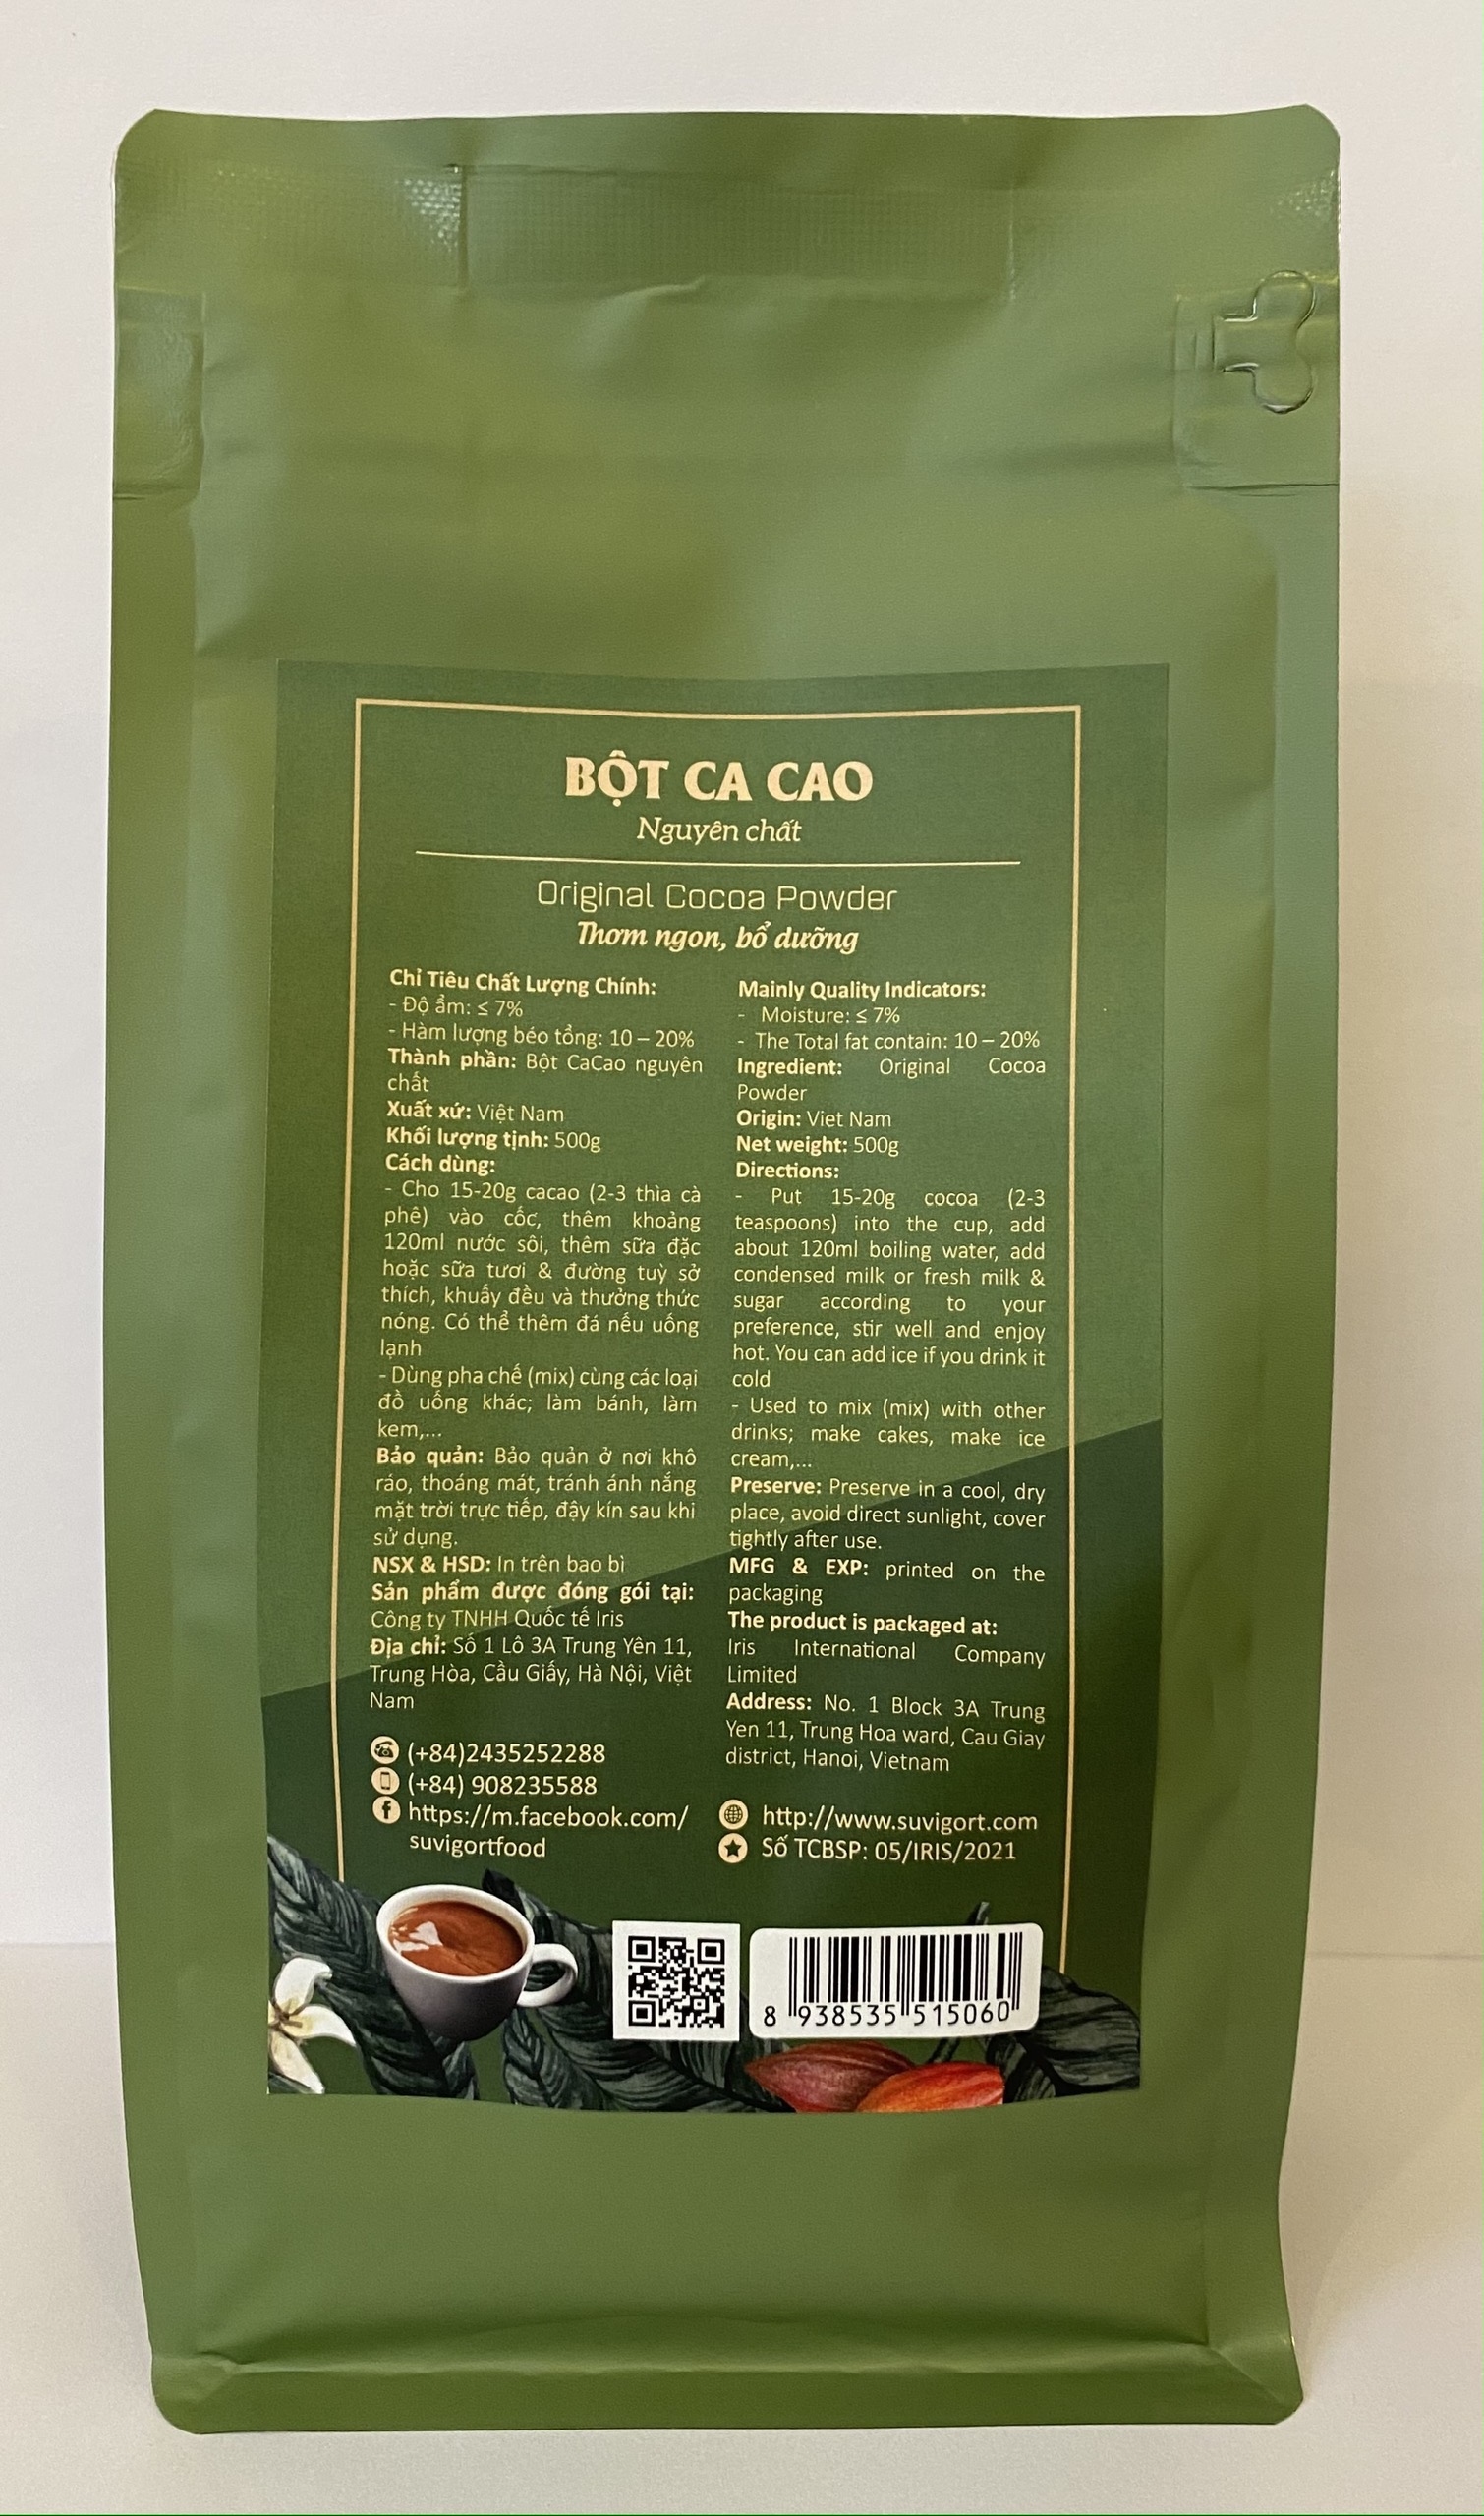 BỘT CA CAO
Nguyên chất
Original Cocoa Powder
Thơm ngon, bổ dưỡng
Chỉ Tiêu Chất Lượng Chính:
- Độ ẩm: ≤ 7%
- Hàm lượng béo tổng: 10 – 20%
Thành phần: Bột CaCao nguyên
chất
Xuất xứ: Việt Nam
Khối lượng tịnh: 500g
Cách dùng:
- Cho 15-20g cacao (2-3 thìa cà
phê) vào cốc, thêm khoảng
120ml nước sôi, thêm sữa đặc
hoặc sữa tươi & đường tuỳ sở
thích, khuấy đều và thưởng thức
nóng. Có thể thêm đá nếu uống
lạnh
- Dùng pha chế (mix) cùng các loại
đồ uống khác; làm bánh, làm
kem,...
Bảo quản: Bảo quản ở nơi khô
ráo, thoáng mát, tránh ánh nắng
mặt trời trực tiếp, đậy kín sau khi
sử dụng.
NSX & HSD: In trên bao bì
Sản phẩm được đóng gói tại:
Công ty TNHH Quốc tế Iris
Địa chỉ: Số 1 Lô 3A Trung Yên 11,
Trung Hòa, Cầu Giấy, Hà Nội, Việt
Nam
(+84)2435252288
(+84) 908235588
https://m.facebook.com/
suvigortfood
Mainly Quality Indicators:
- Moisture: ≤ 7%
- The Total fat contain: 10 – 20%
Ingredient: Original Cocoa
Powder
Origin: Viet Nam
Net weight: 500g
Directions:
- Put 15-20g cocoa (2-3
teaspoons) into the cup, add
about 120ml boiling water, add
condensed milk or fresh milk &
sugar according to your
preference, stir well and enjoy
hot. You can add ice if you drink it
cold
- Used to mix (mix) with other
drinks; make cakes, make ice
cream,...
Preserve: Preserve in a cool, dry
place, avoid direct sunlight, cover
tightly after use.
MFG & EXP: printed on the
packaging
The product is packaged at:
Iris International Company
Limited
Address: No. 1 Block 3A Trung
Yen 11, Trung Hoa ward, Cau Giay
district, Hanoi, Vietnam
http://www.suvigort.com
Số TCBSP: 05/IRIS/2021
8 938535 515060